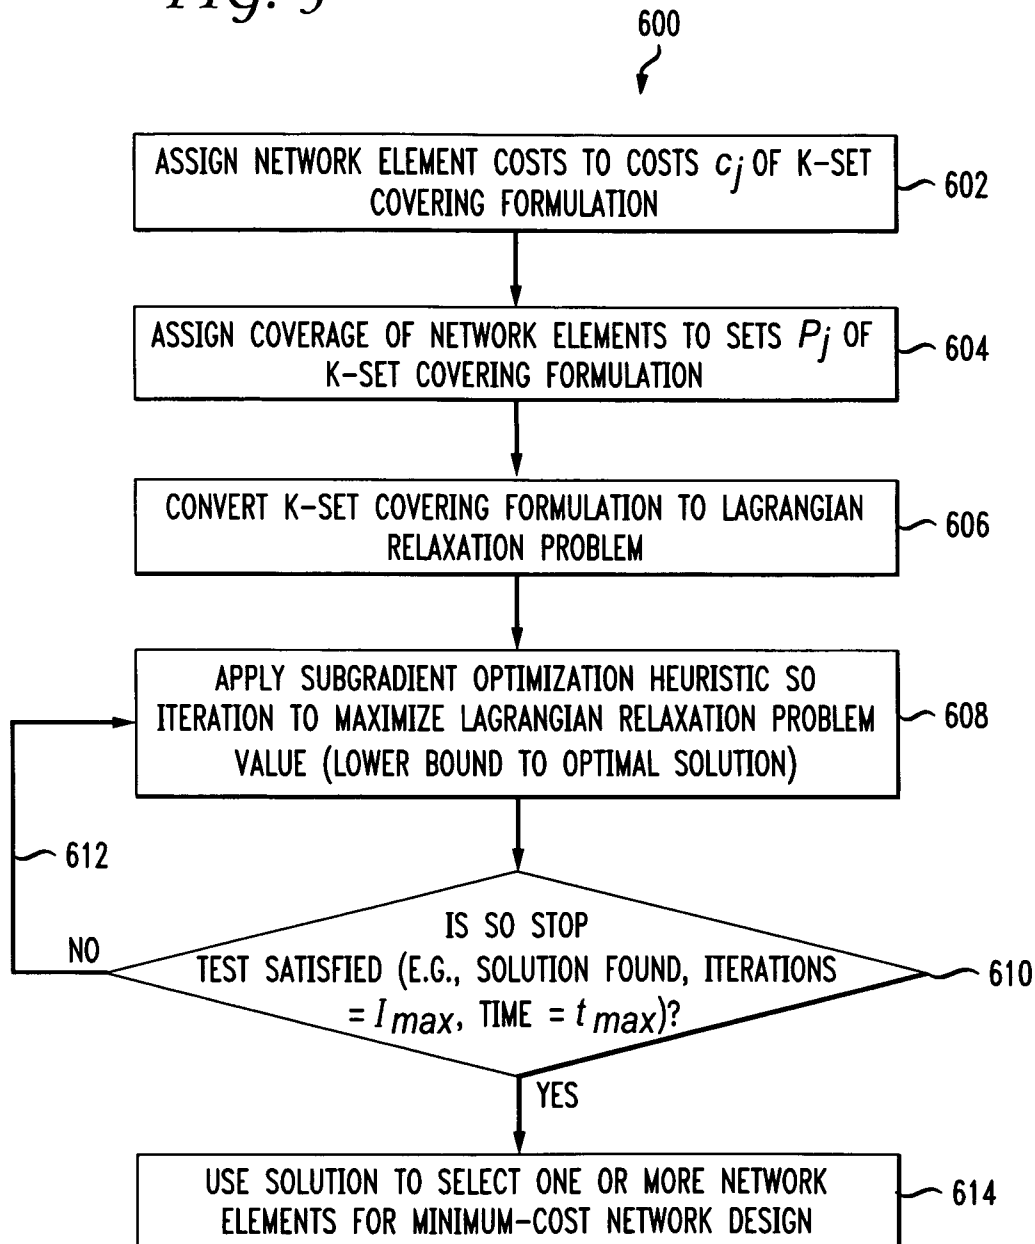 FIG. 5
600
ASSIGN NETWORK ELEMENT COSTS TO COSTS cj OF K-SET
COVERING FORMULATION
602
ASSIGN COVERAGE OF NETWORK ELEMENTS TO SETS Pj OF
K-SET COVERING FORMULATION
604
CONVERT K-SET COVERING FORMULATION TO LAGRANGIAN
RELAXATION PROBLEM
606
APPLY SUBGRADIENT OPTIMIZATION HEURISTIC SO
ITERATION TO MAXIMIZE LAGRANGIAN RELAXATION PROBLEM
VALUE (LOWER BOUND TO OPTIMAL SOLUTION)
608
612
NO
IS SO STOP
TEST SATISFIED (E.G., SOLUTION FOUND, ITERATIONS
= Imax, TIME = tmax)?
610
YES
USE SOLUTION TO SELECT ONE OR MORE NETWORK
ELEMENTS FOR MINIMUM-COST NETWORK DESIGN
614